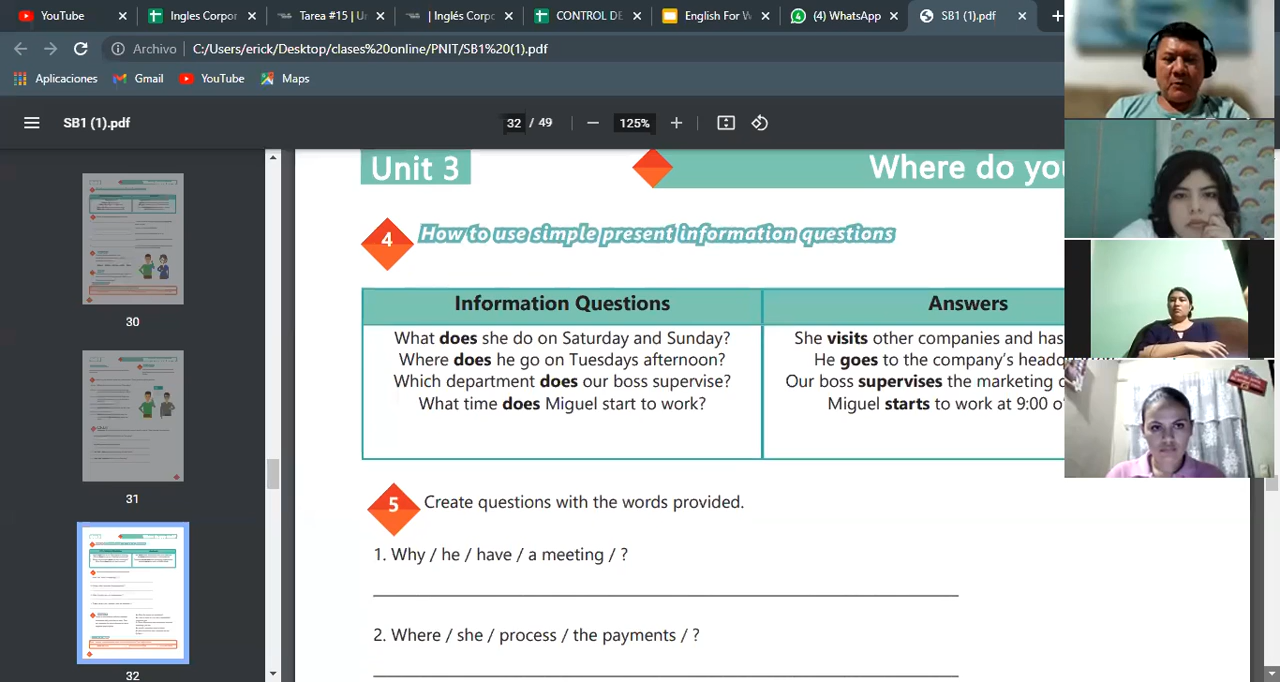 YouTube
Ingles Corpor
Tarea #15 | U
| Inglés Corpo
CONTROL DE
English For W
(4) WhatsApp
SB1 (1).pdf
Archivo
C:/Users/erick/Desktop/clases%20online/PNIT/SB1%20(1).pdf
Aplicaciones
Gmail
YouTube
Maps
SB1 (1).pdf
32 / 49
125%
30
31
32
Unit 3
Where do you
4
How to use simple present information questions
Information Questions
Answers
What does she do on Saturday and Sunday?
She visits other companies and has
Where does he go on Tuesdays afternoon?
He goes to the company's
Which department does our boss supervise?
Our boss supervises the marketing
What time does Miguel start to work?
Miguel starts to work at 9:00 o'
5
Create questions with the words provided.
1. Why / he / have / a meeting / ?
2. Where / she / process / the payments / ?